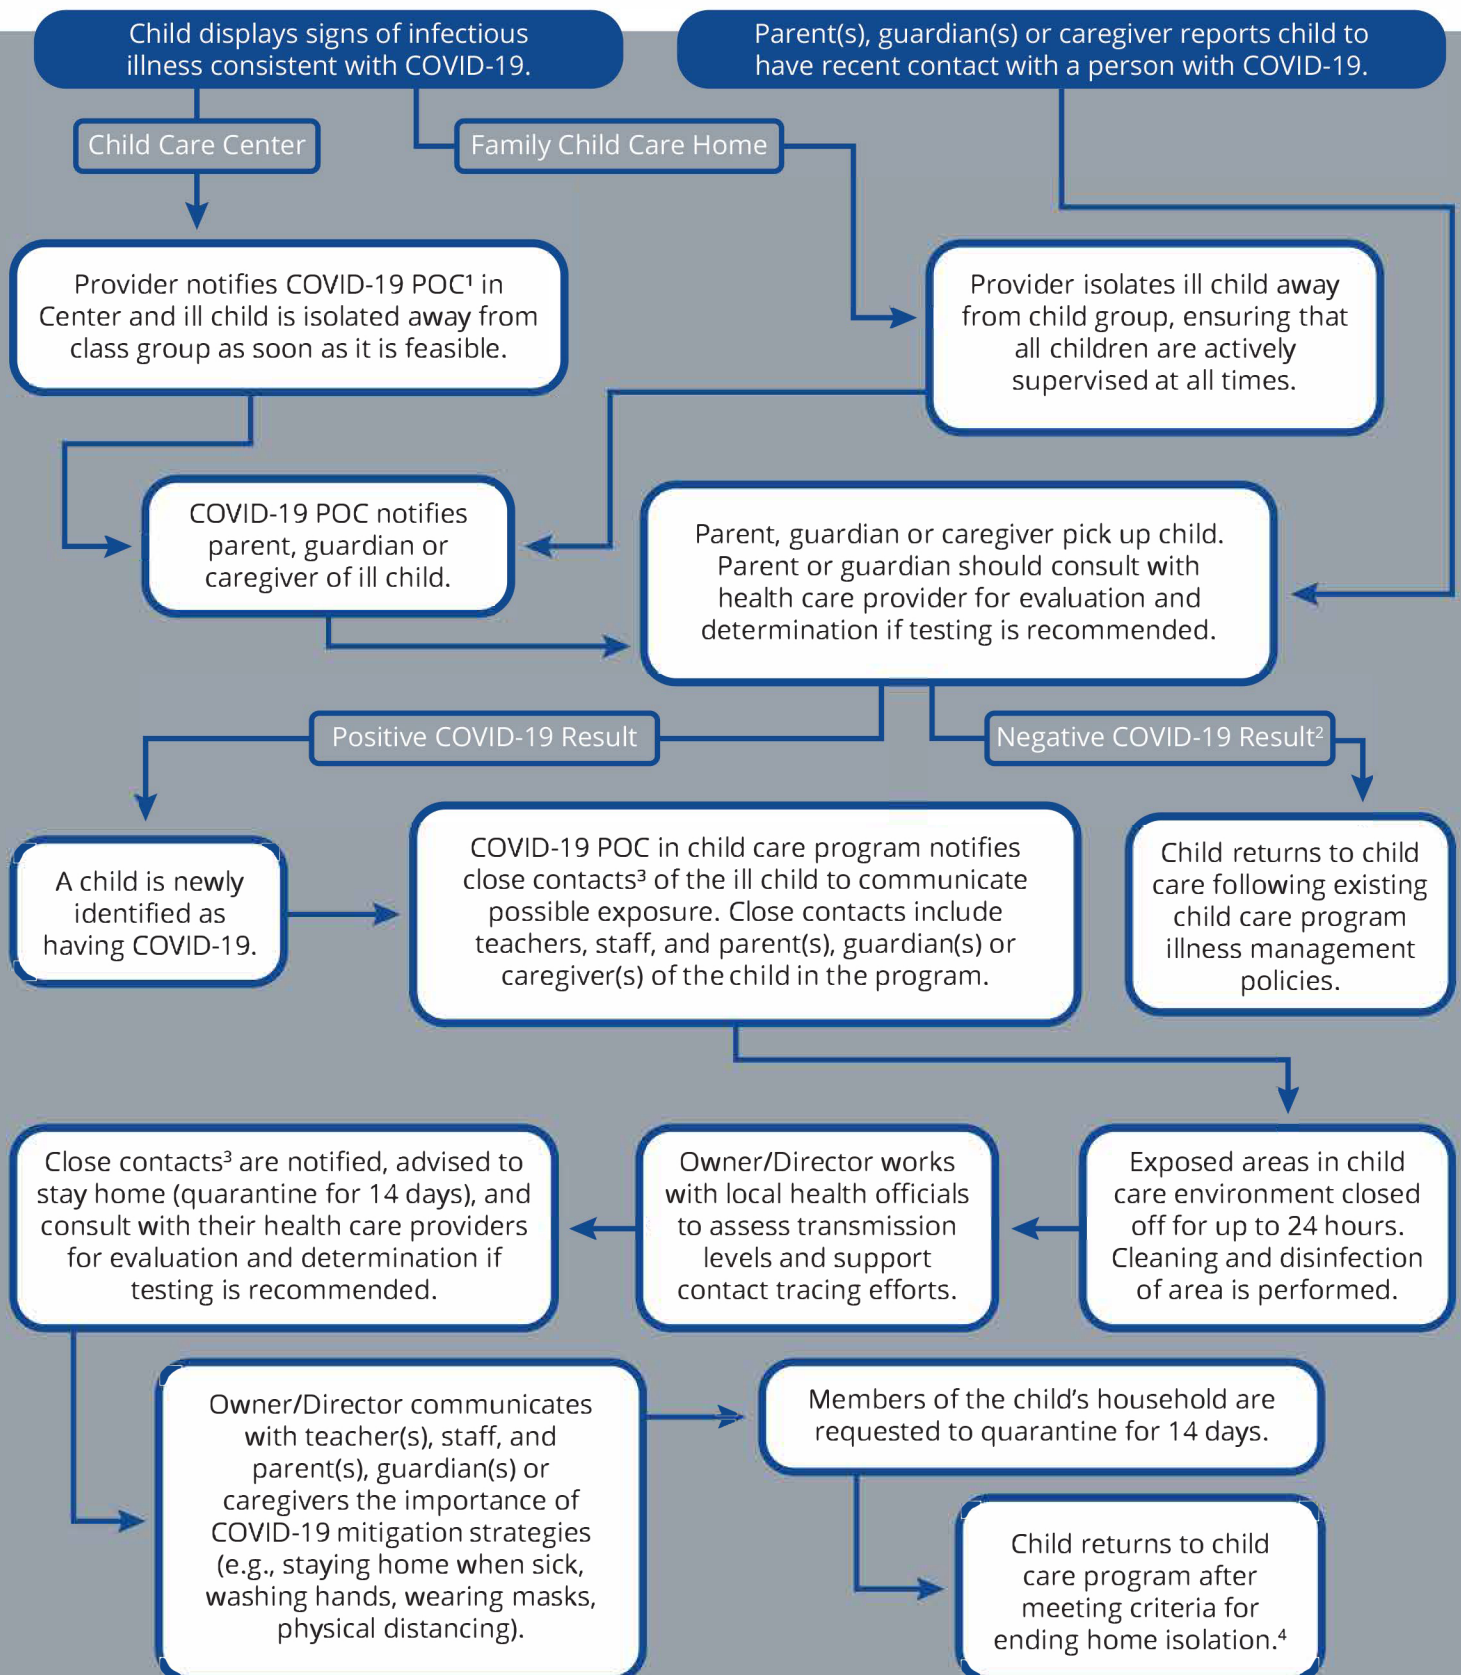 Child displays signs of infectious
illness consistent with COVID-19.
Parent(s), guardian(s) or caregiver reports child to
have recent contact with a person with COVID-19.
Child Care Center
Family Child Care Home
Provider notifies COVID-19 POC¹ in
Center and ill child is isolated away from
class group as soon as it is feasible.
Provider isolates ill child away
from child group, ensuring that
all children are actively
supervised at all times.
COVID-19 POC notifies
parent, guardian or
caregiver of ill child.
Parent, guardian or caregiver pick up child.
Parent or guardian should consult with
health care provider for evaluation and
determination if testing is recommended.
Positive COVID-19 Result
Negative COVID-19 Result²
A child is newly
identified as
having COVID-19.
COVID-19 POC in child care program notifies
close contacts³ of the ill child to communicate
possible exposure. Close contacts include
teachers, staff, and parent(s), guardian(s) or
caregiver(s) of the child in the program.
Child returns to child
care following existing
child care program
illness management
policies.
Close contacts³ are notified, advised to
stay home (quarantine for 14 days), and
consult with their health care providers
for evaluation and determination if
testing is recommended.
Owner/Director works
with local health officials
to assess transmission
levels and support
contact tracing efforts.
Exposed areas in child
care environment closed
off for up to 24 hours.
Cleaning and disinfection
of area is performed.
Owner/Director communicates
with teacher(s), staff, and
parent(s), guardian(s) or
caregivers the importance of
COVID-19 mitigation strategies
(e.g., staying home when sick,
washing hands, wearing masks,
physical distancing).
Members of the child’s household are
requested to quarantine for 14 days.
Child returns to child
care program after
meeting criteria for
ending home isolation.⁴